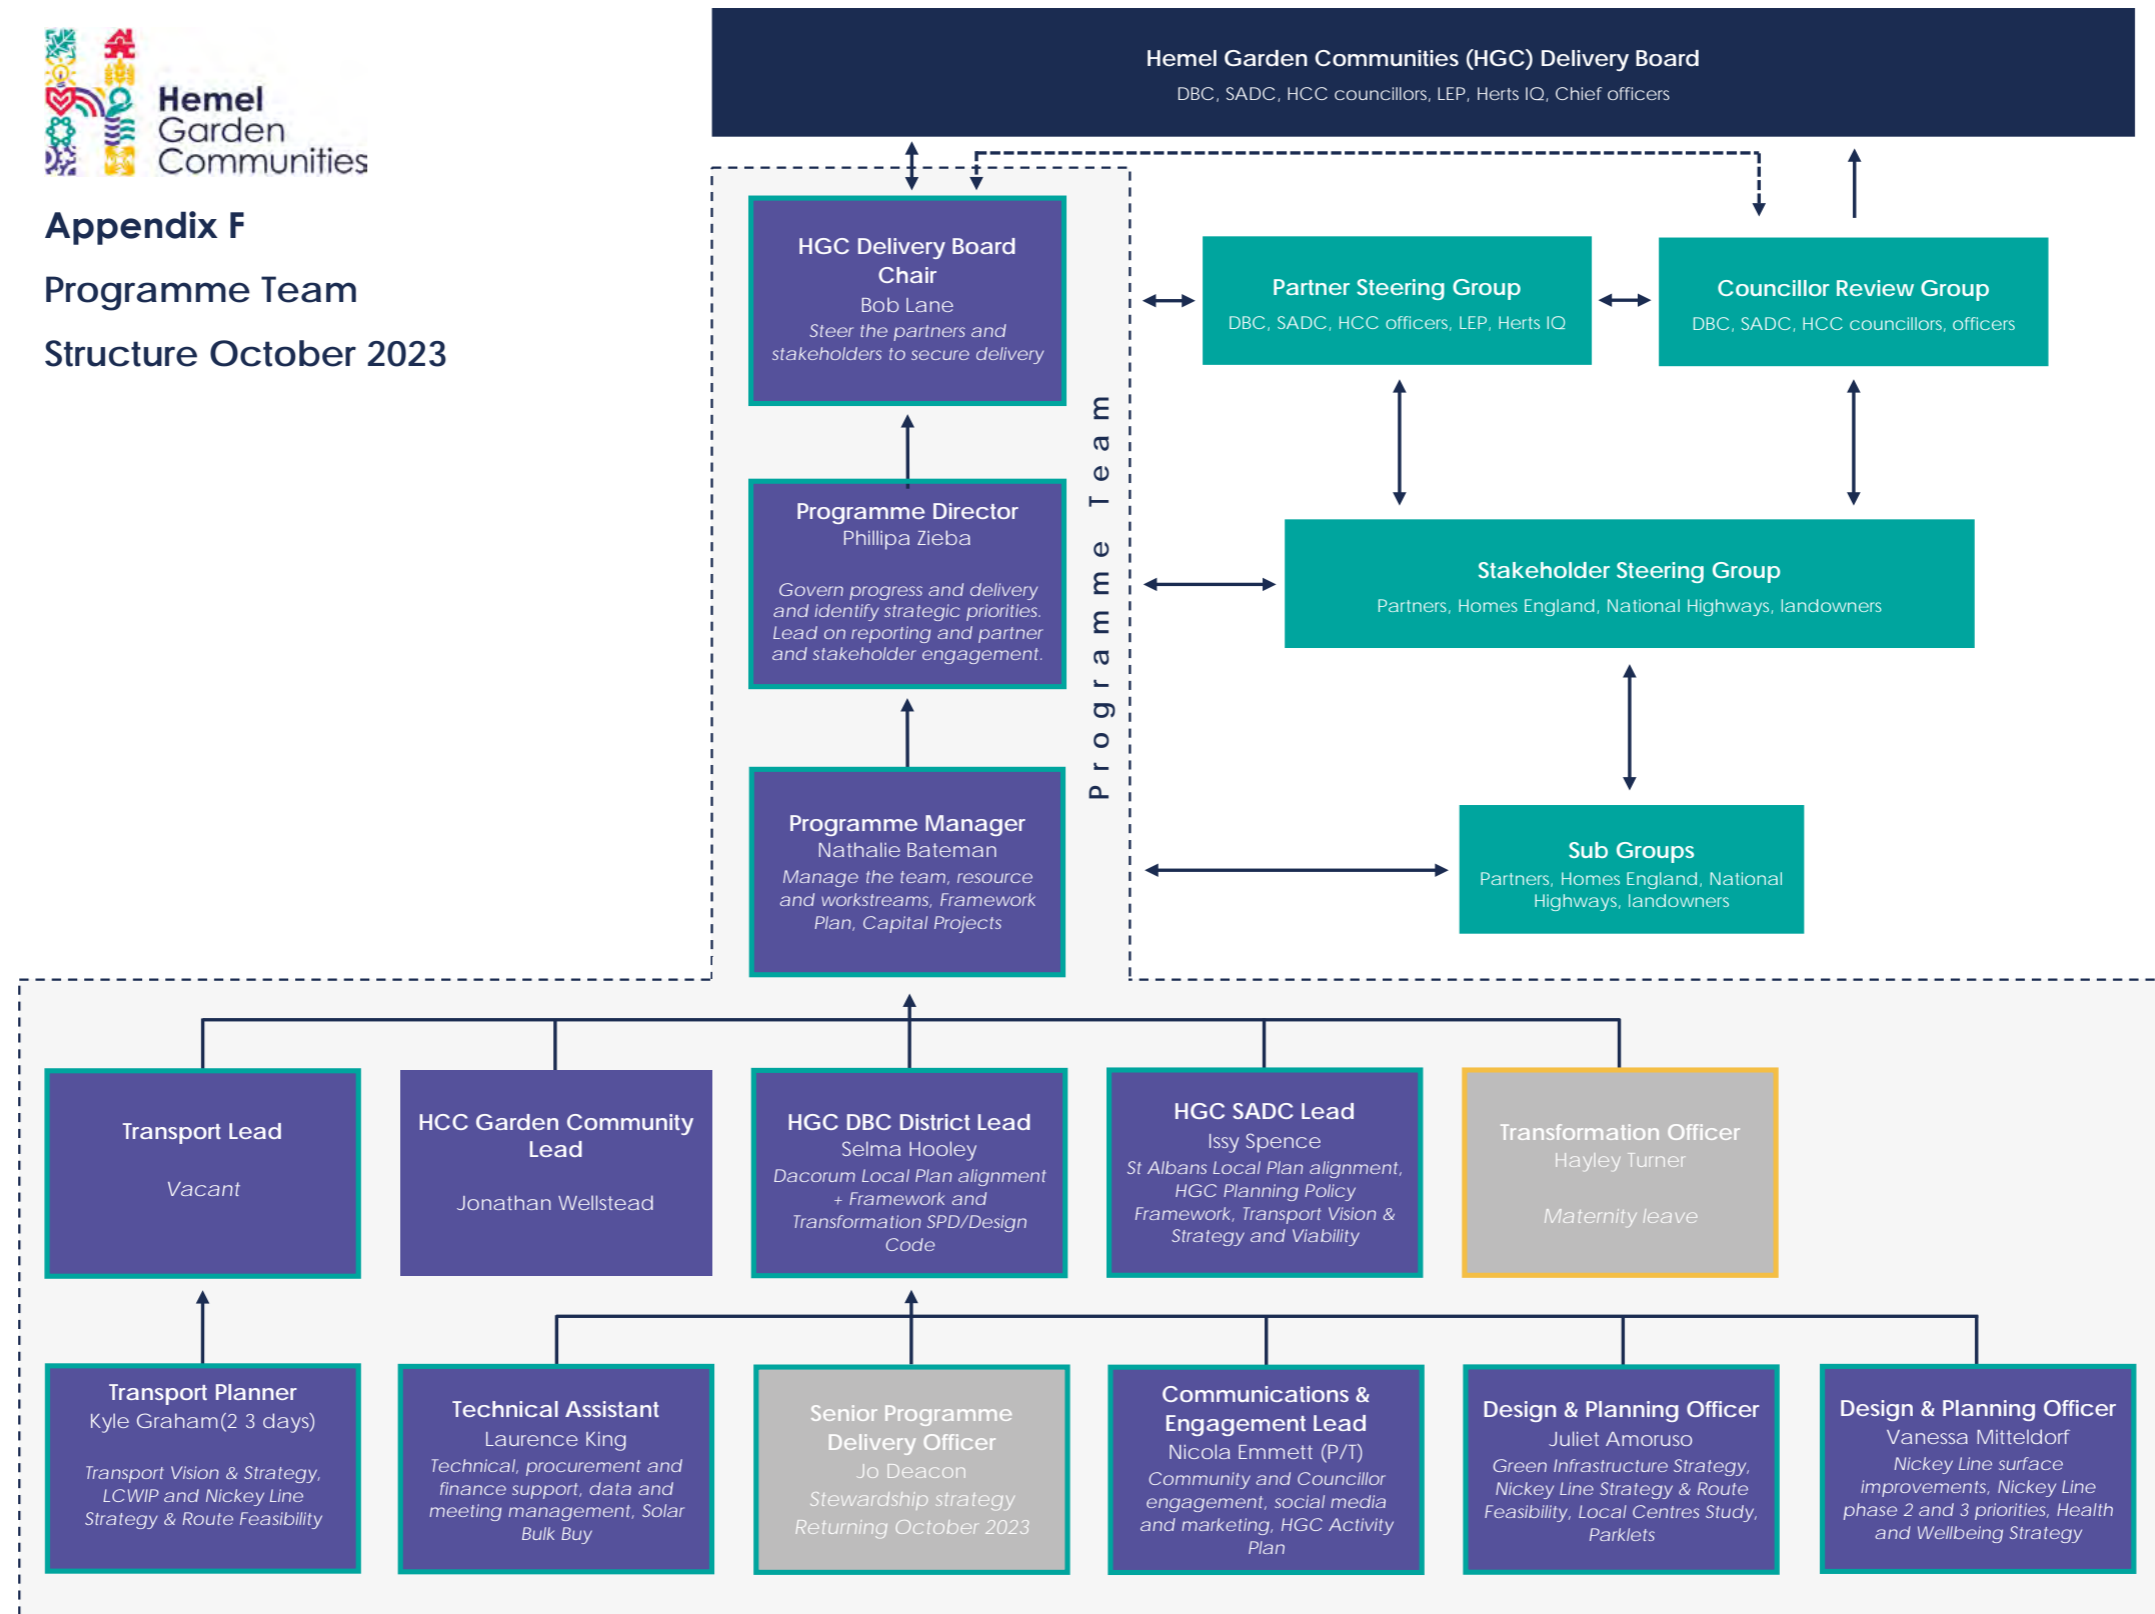 Hemel
Garden
Communities
Appendix F
Programme Team
Structure October 2023
Hemel Garden Communities (HGC) Delivery Board
DBC, SADC, HCC councillors, LEP, Herts IQ, Chief officers
HGC Delivery Board
Chair
Bob Lane
Steer the partners and
stakeholders to secure delivery
Partner Steering Group
DBC, SADC, HCC officers, LEP, Herts IQ
Councillor Review Group
DBC, SADC, HCC councillors, officers
Programme Team
Programme Director
Phillipa Zieba
Govern progress and delivery
and identify strategic priorities.
Lead on reporting and partner
and stakeholder engagement.
Stakeholder Steering Group
Partners, Homes England, National Highways, landowners
Programme Manager
Nathalie Bateman
Manage the team, resource
and workstreams, Framework
Plan, Capital Projects
Sub Groups
Partners, Homes England, National
Highways, landowners
Transport Lead
Vacant
HCC Garden Community
Lead
Jonathan Wellstead
HGC DBC District Lead
Selma Hooley
Dacorum Local Plan alignment
+ Framework and
Transformation SPD/Design
Code
HGC SADC Lead
Issy Spence
St Albans Local Plan alignment,
HGC Planning Policy
Framework, Transport Vision &
Strategy and Viability
Transformation Officer
Hayley Turner
Maternity leave
Transport Planner
Kyle Graham(2 3 days)
Transport Vision & Strategy,
LCWIP and Nickey Line
Strategy & Route Feasibility
Technical Assistant
Laurence King
Technical, procurement and
finance support, data and
meeting management, Solar
Bulk Buy
Senior Programme
Delivery Officer
Jo Deacon
Stewardship strategy
Returning October 2023
Communications &
Engagement Lead
Nicola Emmett (P/T)
Community and Councillor
engagement, social media
and marketing, HGC Activity
Plan
Design & Planning Officer
Juliet Amoruso
Green Infrastructure Strategy,
Nickey Line Strategy & Route
Feasibility, Local Centres Study,
Parklets
Design & Planning Officer
Vanessa Mitteldorf
Nickey Line surface
improvements, Nickey Line
phase 2 and 3 priorities, Health
and Wellbeing Strategy